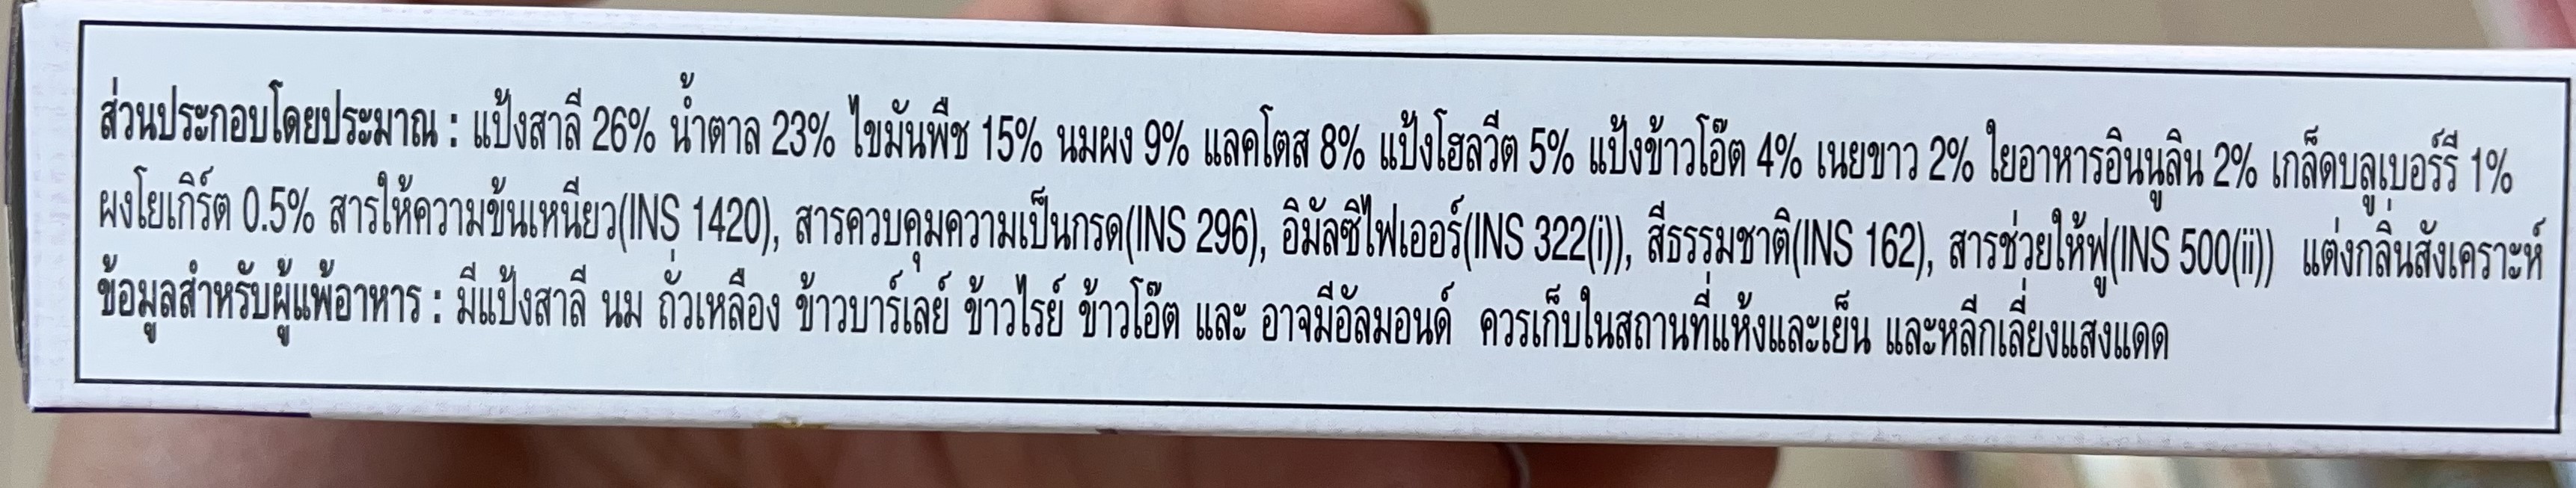 ส่วนประกอบโดยประมาณ : แป้งสาลี 26% น้ำตาล 23% ไขมันพืช 15% นมผง 9% แลคโตส 8% แป้งโฮลวีต 5% แป้งข้าวโอ๊ต 4% เนยขาว 2% ใยอาหารอินนูลิน 2% เกล็ดบลูเบอร์รี 1%
ผงโยเกิร์ต 0.5% สารให้ความข้นเหนียว(INS 1420), สารควบคุมความเป็นกรด(INS 296), อิมัลซิไฟเออร์(INS 322(i)), สีธรรมชาติ(INS 162), สารช่วยให้ฟู(INS 500(ii)) แต่งกลิ่นสังเคราะห์
ข้อมูลสำหรับผู้แพ้อาหาร : มีแป้งสาลี นม ถั่วเหลือง ข้าวบาร์เลย์ ข้าวไรย์ ข้าวโอ๊ต และ อาจมีอัลมอนด์ ควรเก็บในสถานที่แห้งและเย็น และหลีกเลี่ยงแสงแดด